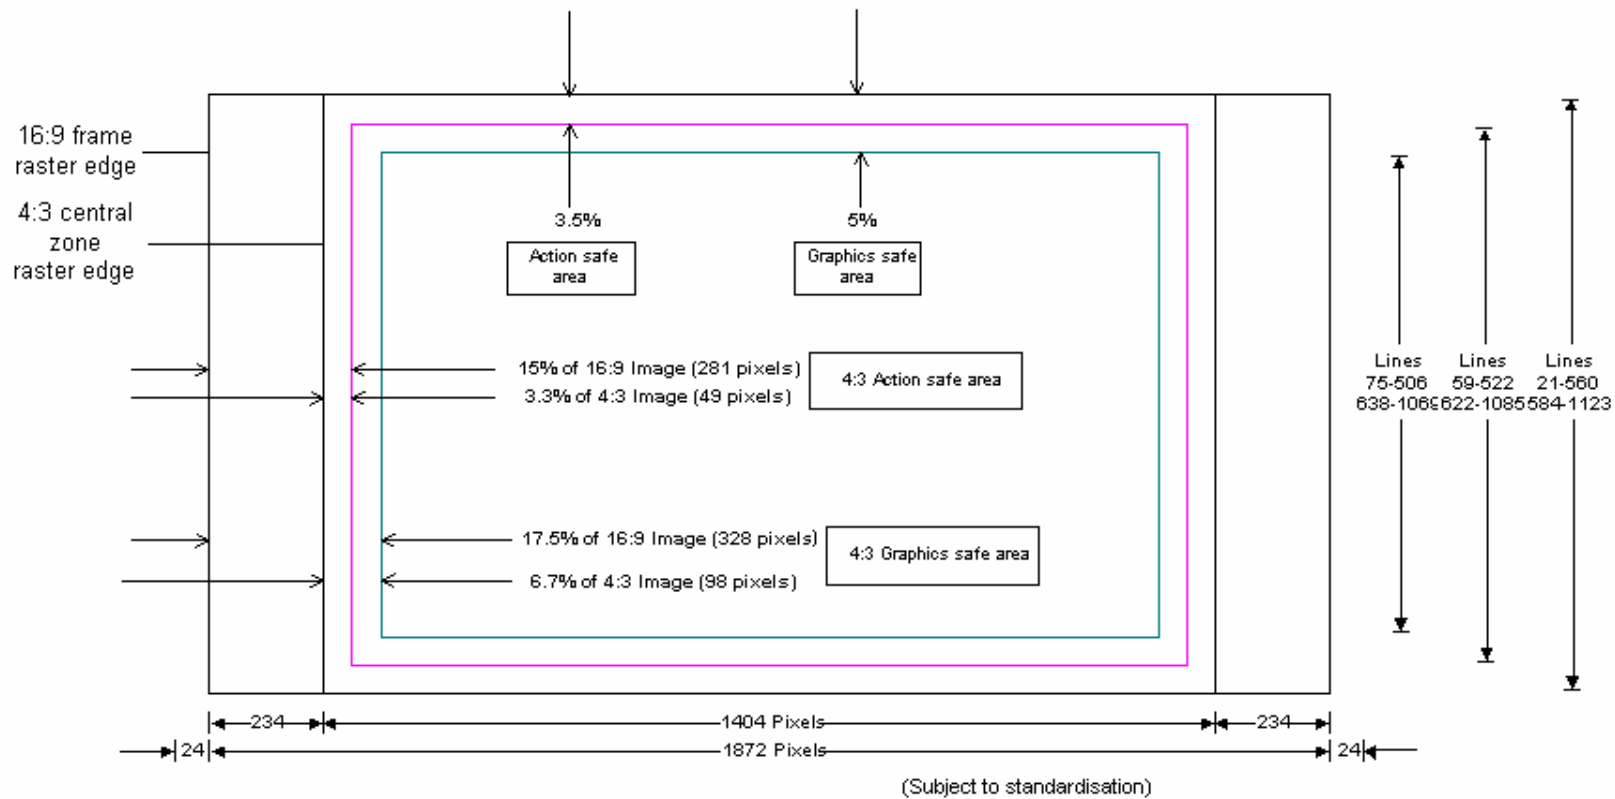 16:9 frame
raster edge
4:3 central
zone
raster edge
3.5%
5%
Action safe
area
Graphics safe
area
15% of 16:9 Image (281 pixels)
3.3% of 4:3 Image (49 pixels)
4:3 Action safe area
17.5% of 16:9 Image (328 pixels)
6.7% of 4:3 Image (98 pixels)
4:3 Graphics safe area
Lines
75-506
638-1069
Lines
59-522
622-1085
Lines
21-560
584-1123
234
1404 Pixels
234
24
1872 Pixels
24
(Subject to standardisation)